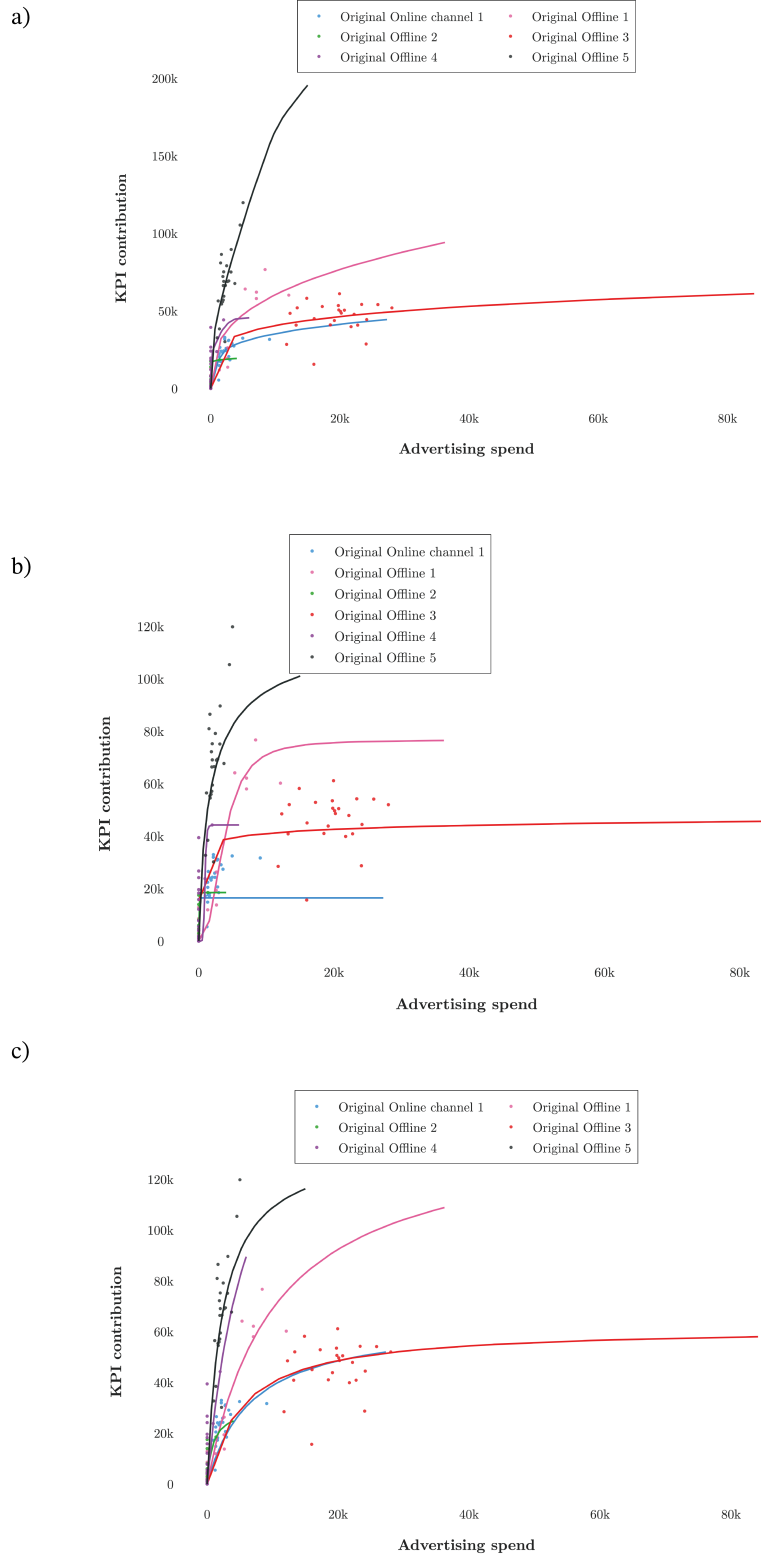 a)
Original Online channel 1 Original Offline 1
Original Offline 2 Original Offline 3
Original Offline 4 Original Offline 5
200k
150k
100k
50k
0
KPI contribution
0 20k 40k 60k 80k
Advertising spend
b)
Original Online channel 1
Original Offline 1
Original Offline 2
Original Offline 3
Original Offline 4
Original Offline 5
120k
100k
80k
60k
40k
20k
0
KPI contribution
0 20k 40k 60k 80k
Advertising spend
c)
Original Online channel 1 Original Offline 1
Original Offline 2 Original Offline 3
Original Offline 4 Original Offline 5
120k
100k
80k
60k
40k
20k
0
KPI contribution
0 20k 40k 60k 80k
Advertising spend